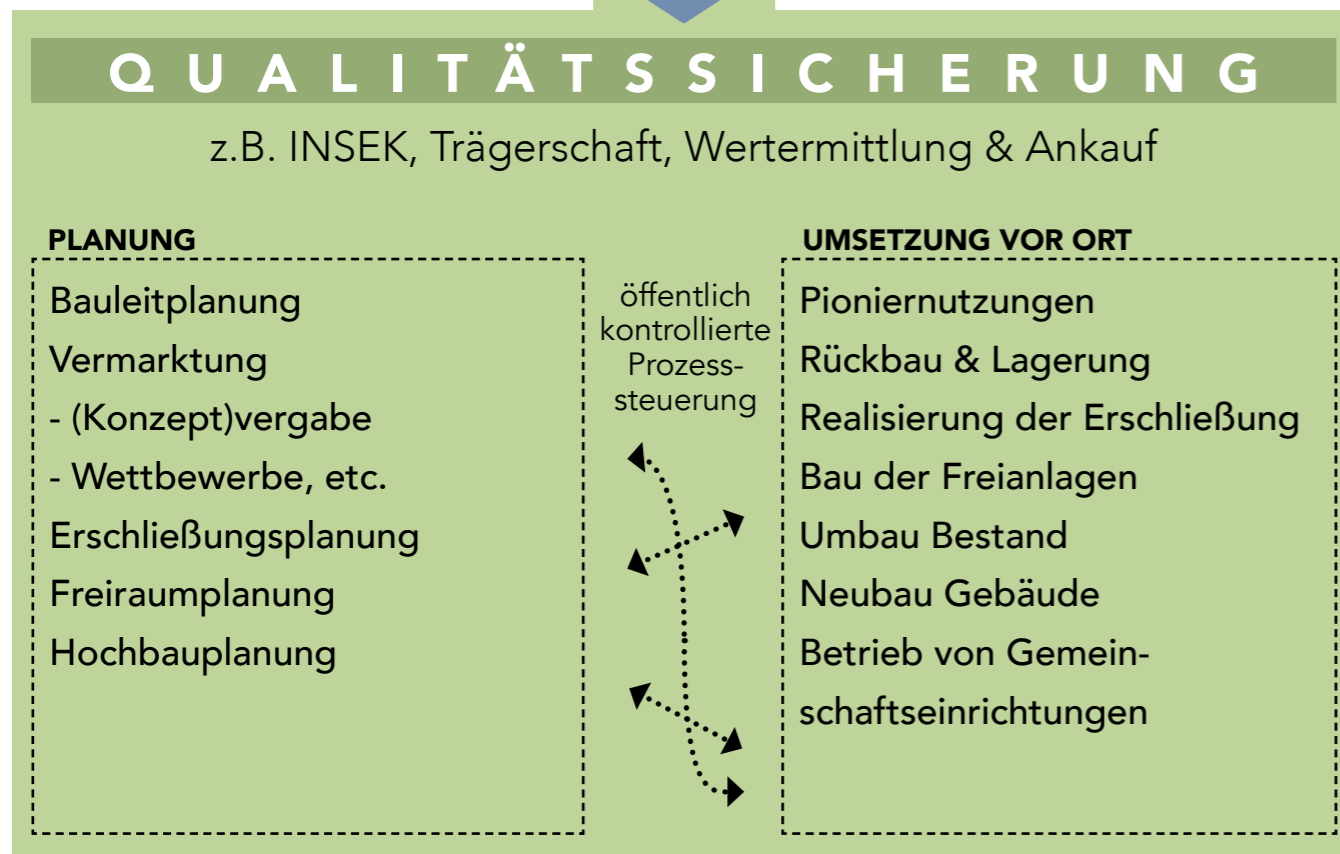 QUALITÄTSSICHERUNG
z.B. INSEK, Trägerschaft, Wertermittlung & Ankauf
PLANUNG
Bauleitplanung
Vermarktung
- (Konzept)vergabe
- Wettbewerbe, etc.
Erschließungsplanung
Freiraumplanung
Hochbauplanung
öffentlich
kontrollierte
Prozess-
steuerung
UMSETZUNG VOR ORT
Pioniernutzungen
Rückbau & Lagerung
Realisierung der Erschließung
Bau der Freianlagen
Umbau Bestand
Neubau Gebäude
Betrieb von Gemein-
schaftseinrichtungen